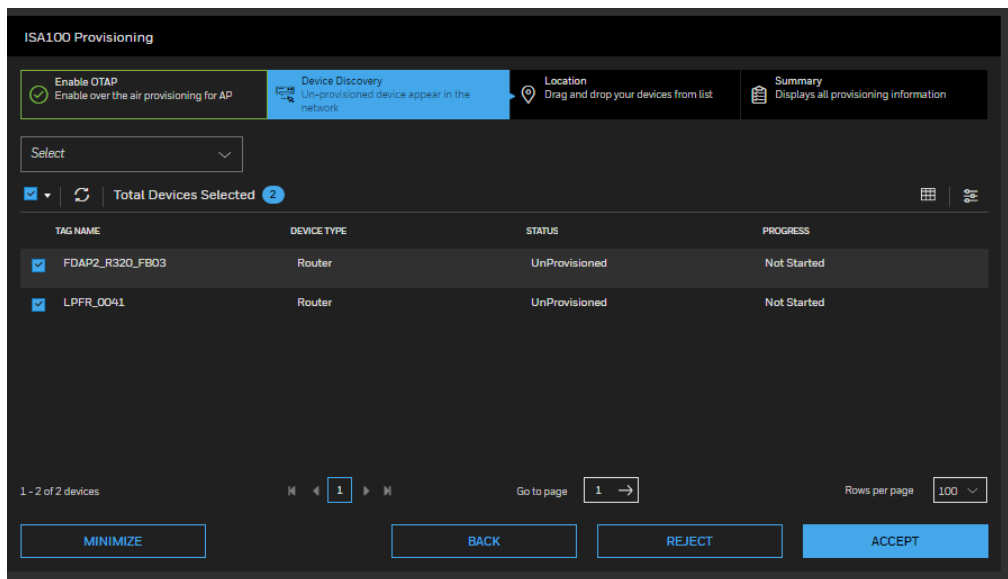 ISA100 Provisioning
Enable OTAP
Enable over the air provisioning for AP
Device Discovery
Un-provisioned device appear in the
network
Location
Drag and drop your devices from list
Summary
Displays all provisioning information
Select
Total Devices Selected 2
TAG NAME DEVICE TYPE STATUS PROGRESS
FDAP2_R320_FB03 Router UnProvisioned Not Started
LPFR_0041 Router UnProvisioned Not Started
1 - 2 of 2 devices 1 Go to page 1 Rows per page 100
MINIMIZE BACK REJECT ACCEPT